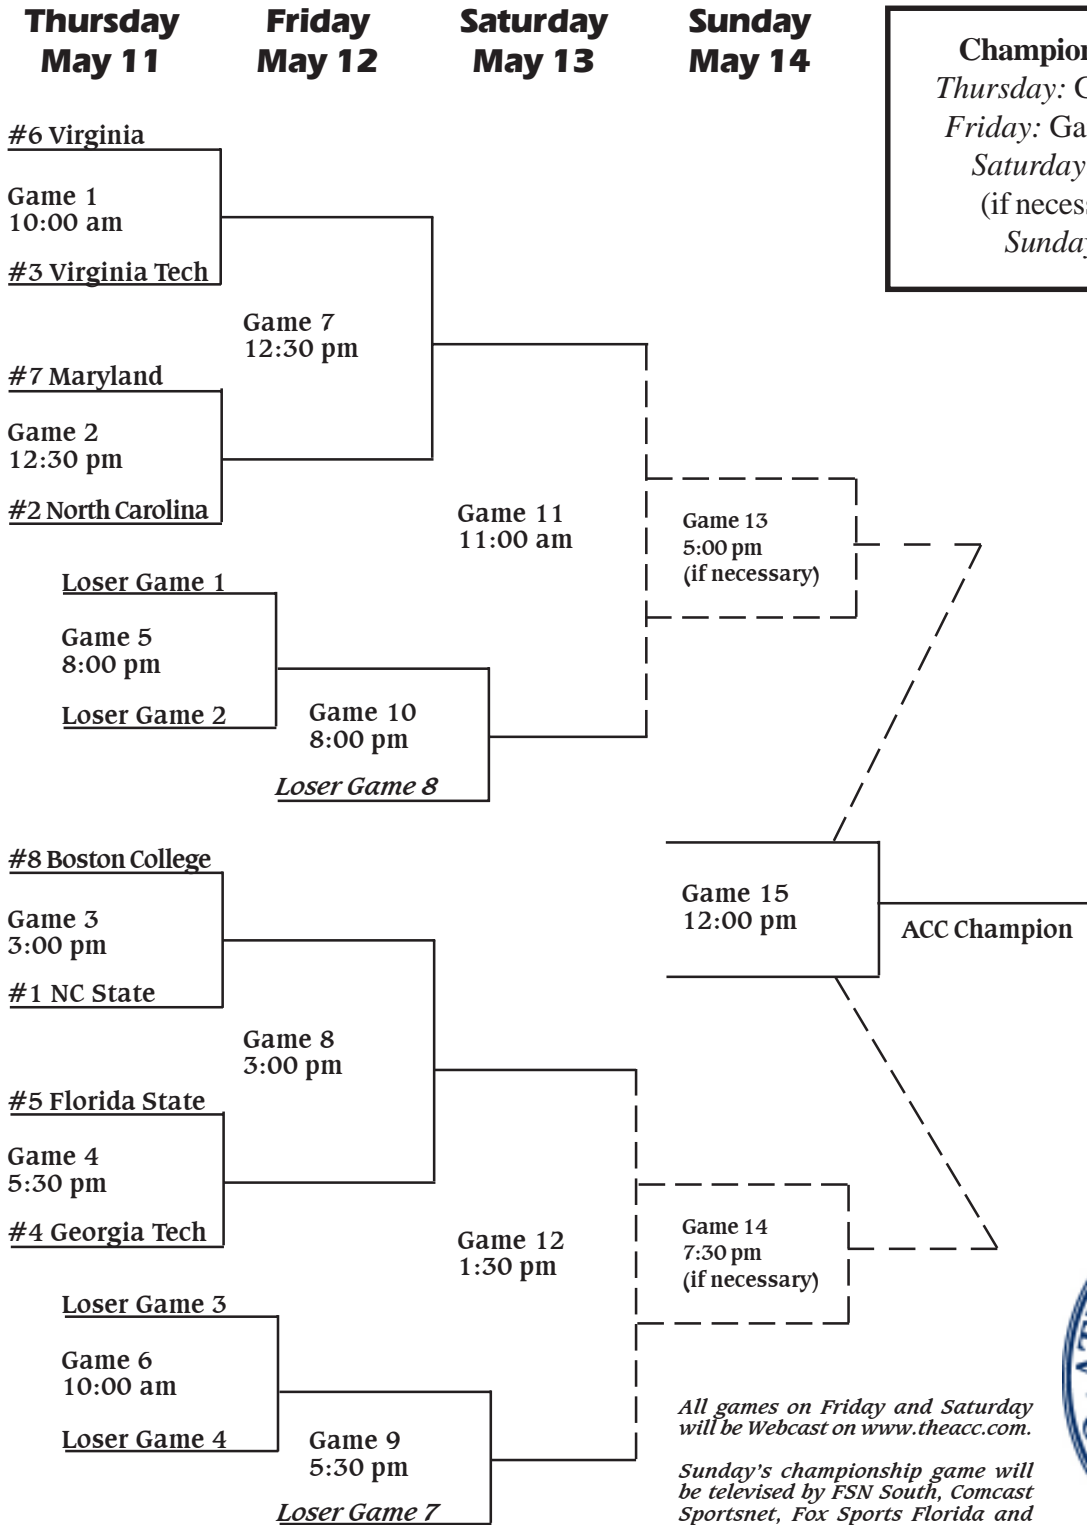 Thursday
May 11
Friday
May 12
Saturday
May 13
Sunday
May 14
Thursday:
Friday:
Saturday
(if
#6 Virginia
Game 1
10:00 am
#3 Virginia Tech
Game 7
12:30 pm
#7 Maryland
Game 2
12:30 pm
#2 North Carolina
Game 11
11:00 am
Game 13
5:00 pm
(if necessary)
Loser Game 1
Game 5
8:00 pm
Loser Game 2
Game 10
8:00 pm
Loser Game 8
#8 Boston College
Game 3
3:00 pm
#1 NC State
Game 15
12:00 pm
ACC Champion
Game 8
3:00 pm
#5 Florida State
Game 4
5:30 pm
#4 Georgia Tech
Game 12
1:30 pm
Game 14
7:30 pm
(if necessary)
Loser Game 3
Game 6
10:00 am
Loser Game 4
Game 9
5:30 pm
Loser Game 7
All games on Friday and Saturday
will be Webcast on www.theacc.com.
Sunday's championship game will
be televised by FSN South, Comcast
Sportsnet, Fox Sports Florida and